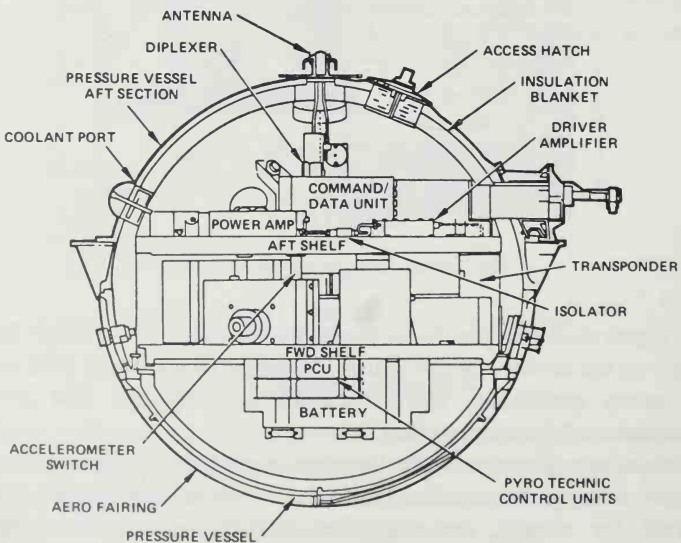 ANTENNA
DIPLEXER
ACCESS HATCH
PRESSURE VESSEL
AFT SECTION
INSULATION
BLANKET
COOLANT PORT
DRIVER
AMPLIFIER
COMMAND/
DATA UNIT
POWER AMP
AFT SHELF
TRANSPONDER
ISOLATOR
FWD SHELF
PCU
BATTERY
ACCELEROMETER
SWITCH
PYRO TECHNIC
CONTROL UNITS
AERO FAIRING
PRESSURE VESSEL